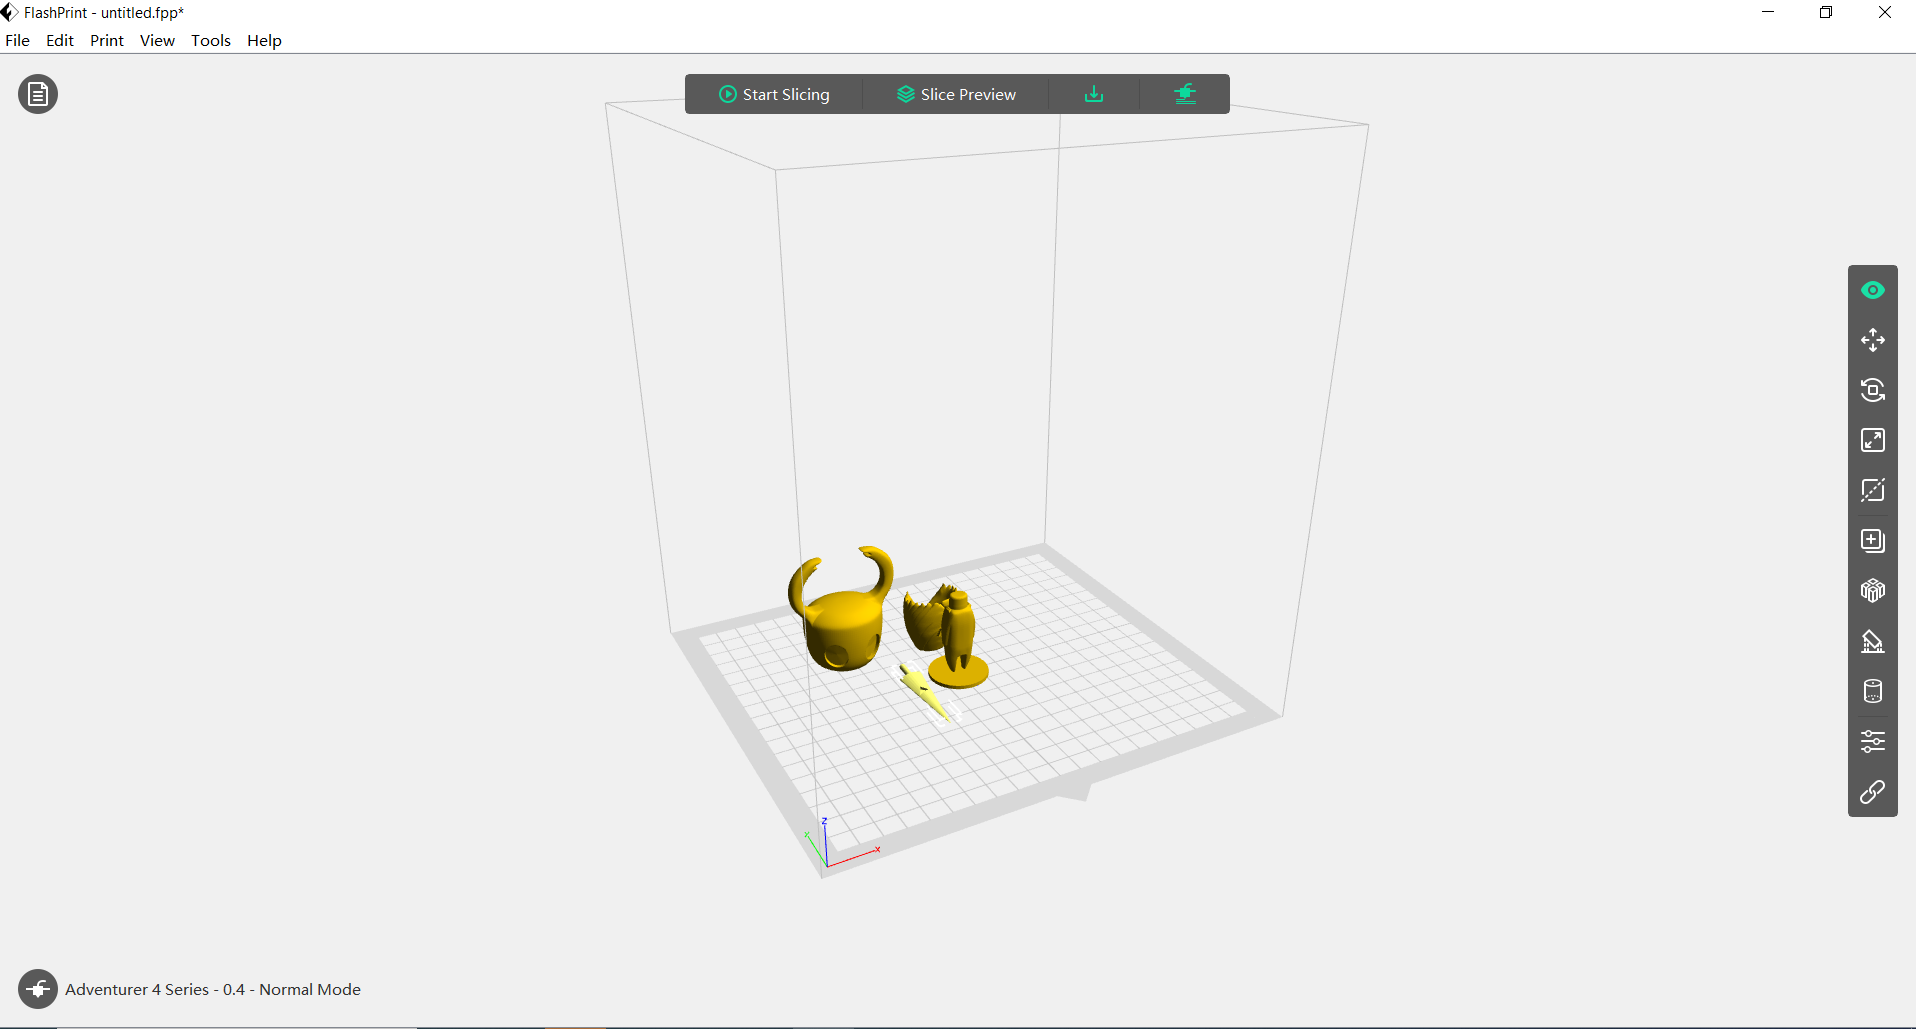 FlashPrint - untitled.fpp*
File Edit Print View Tools Help
Start Slicing Slice Preview
z
x
x
Adventurer 4 Series - 0.4 - Normal Mode